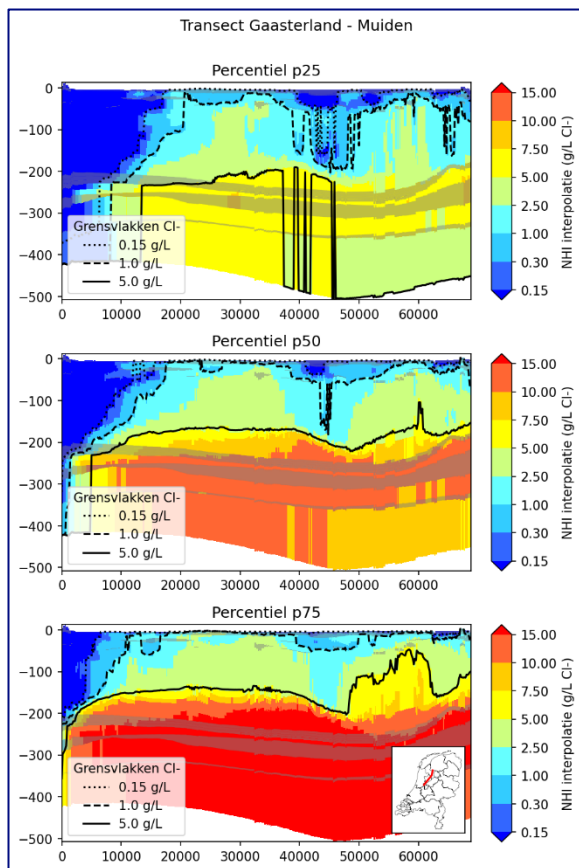 Transect Gaasterland - Muiden
Percentiel p25
0
−100
−200
−300
−400
−500
Grensvlakken Cl-
0.15 g/L
1.0 g/L
5.0 g/L
0 10000 20000 30000 40000 50000 60000
15.00
10.00
7.50
5.00
2.50
1.00
0.30
0.15
NHI interpolatie (g/L Cl-)
Percentiel p50
0
−100
−200
−300
−400
−500
Grensvlakken Cl-
0.15 g/L
1.0 g/L
5.0 g/L
0 10000 20000 30000 40000 50000 60000
15.00
10.00
7.50
5.00
2.50
1.00
0.30
0.15
NHI interpolatie (g/L Cl-)
Percentiel p75
0
−100
−200
−300
−400
−500
Grensvlakken Cl-
0.15 g/L
1.0 g/L
5.0 g/L
0 10000 20000 30000 40000 50000 60000
15.00
10.00
7.50
5.00
2.50
1.00
0.30
0.15
NHI interpolatie (g/L Cl-)